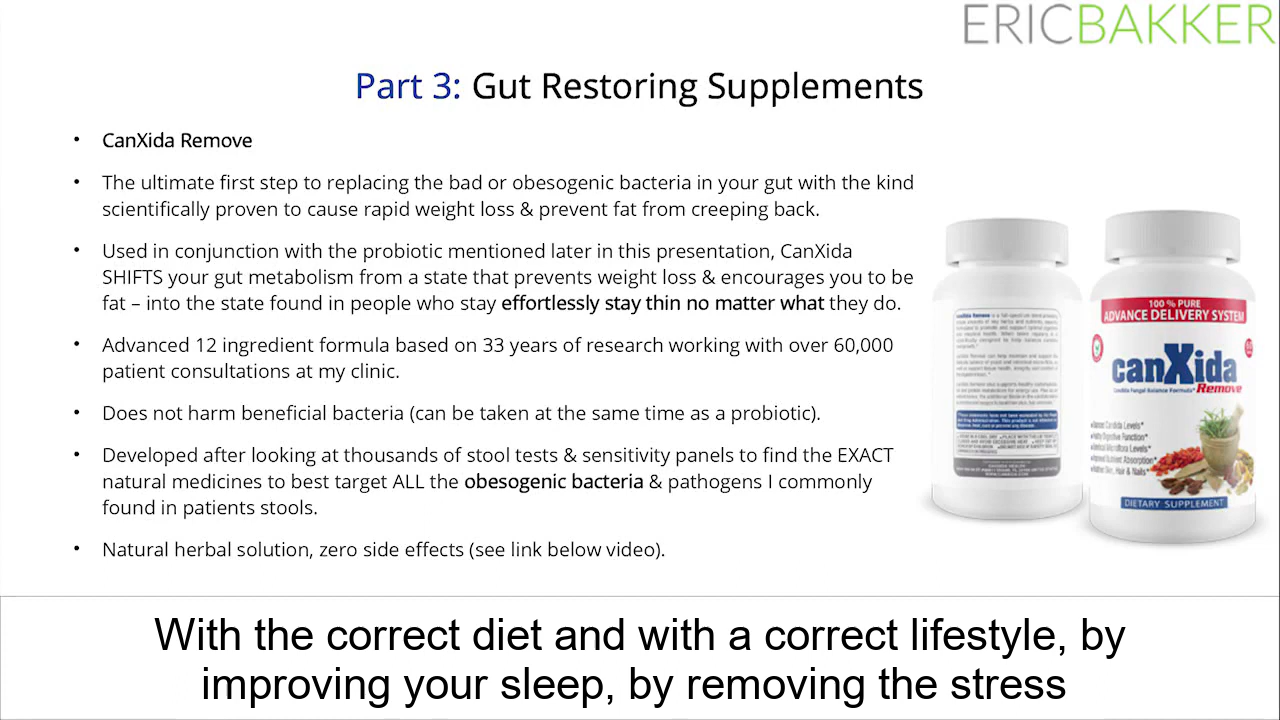 ERICBAKKER
Part 3: Gut Restoring Supplements
• CanXida Remove
• The ultimate first step to replacing the bad or obesogenic bacteria in your gut with the kind
scientifically proven to cause rapid weight loss & prevent fat from creeping back.
• Used in conjunction with the probiotic mentioned later in this presentation, CanXida
SHIFTS your gut metabolism from a state that prevents weight loss & encourages you to be
fat – into the state found in people who stay effortlessly stay thin no matter what they do.
• Advanced 12 ingredient formula based on 33 years of research working with over 60,000
patient consultations in my clinic.
• Does not harm beneficial bacteria (can be taken at the same time as a probiotic).
• Developed after looking at thousands of stool tests & sensitivity panels to find the EXACT
natural medicines to that target ALL the obesogenic bacteria & pathogens I commonly
found in patients stools.
• Natural herbal solution, zero side effects (see link below video).
100 % PURE
ADVANCE DELIVERY SYSTEM
canXida
Candida Fungal Balance Formula* Remove
DIETARY SUPPLEMENT
With the correct diet and with a correct lifestyle, by
improving your sleep, by removing the stress